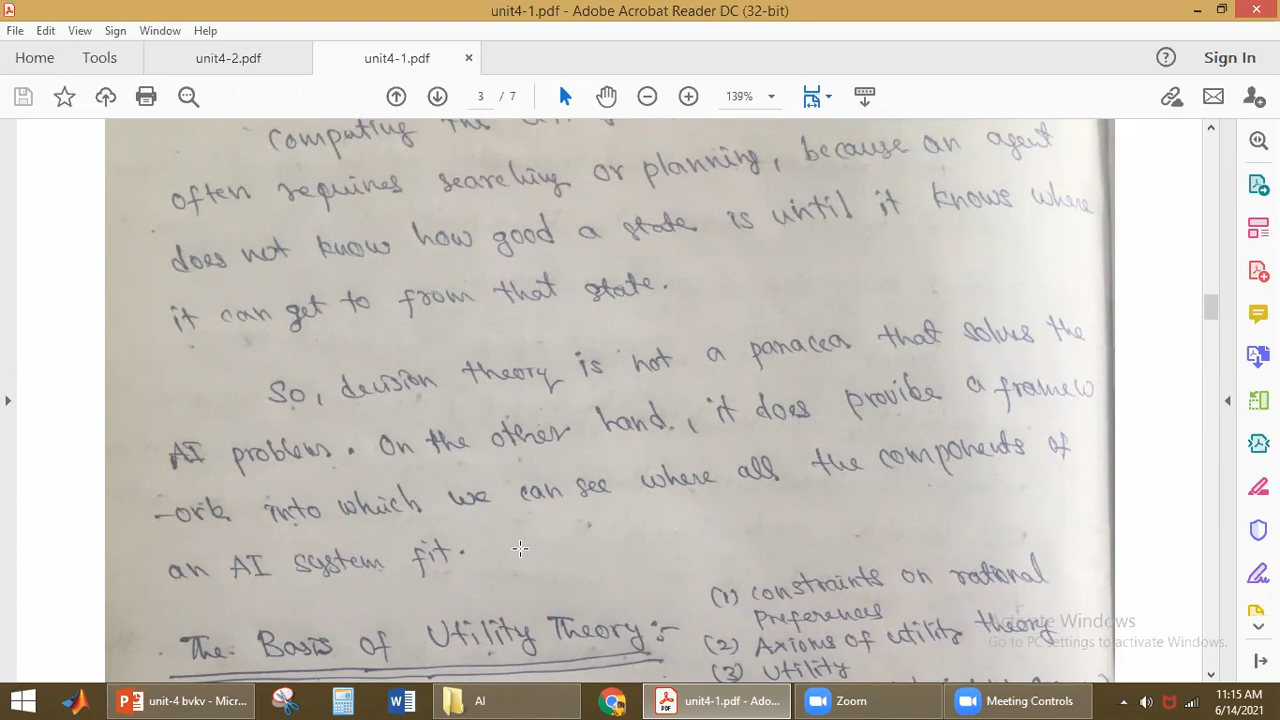 unit4-1.pdf - Adobe Acrobat Reader DC (32-bit)
File Edit View Sign Window Help
Home Tools unit4-2.pdf unit4-1.pdf × Sign In
3 / 7 139%
computing the
often requires searching or planning, because an agent
does not know how good a state is until it knows where
it can get to from that state.
So, decision theory is not a panacea that solves the
AI problem. On the other hand, it does provibe a framew
-ork into which we can see where all the components of
an AI system fit.
The Basis of Utility Theory:-
(1) constraints on rational
preferences
(2) Axioms of utility theory
(3) Utility
Activate Windows
Go to PC settings to activate Windows.
unit-4 bvkv - Micr... AI unit4-1.pdf - Ado... Zoom Meeting Controls
11:15 AM
6/14/2021